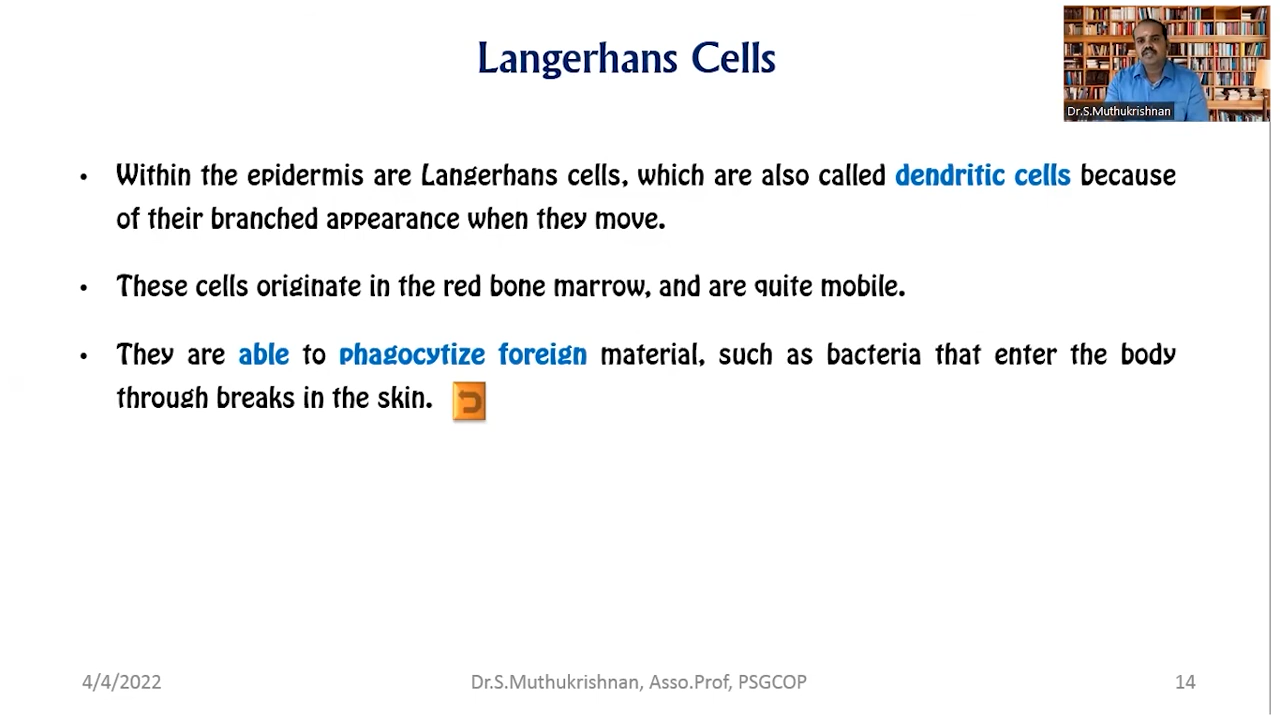 Langerhans Cells
Dr.S.Muthukrishnan
• Within the epidermis are Langerhans cells, which are also called dendritic cells because
of their branched appearance when they move.
• These cells originate in the red bone marrow, and are quite mobile.
• They are able to phagocytize foreign material, such as bacteria that enter the body
through breaks in the skin.
4/4/2022
Dr.S.Muthukrishnan, Asso.Prof, PSGCOP
14